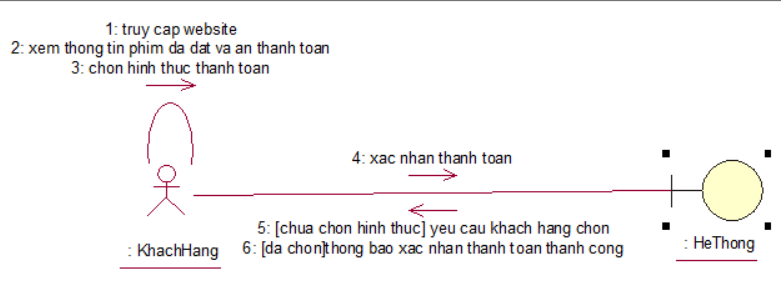 1: truy cap website
2: xem thong tin phim da dat va an thanh toan
3: chon hinh thuc thanh toan
4: xac nhan thanh toan
5: [chua chon hinh thuc] yeu cau khach hang chon
6: [da chon]thong bao xac nhan thanh toan thanh cong
: KhachHang
: HeThong